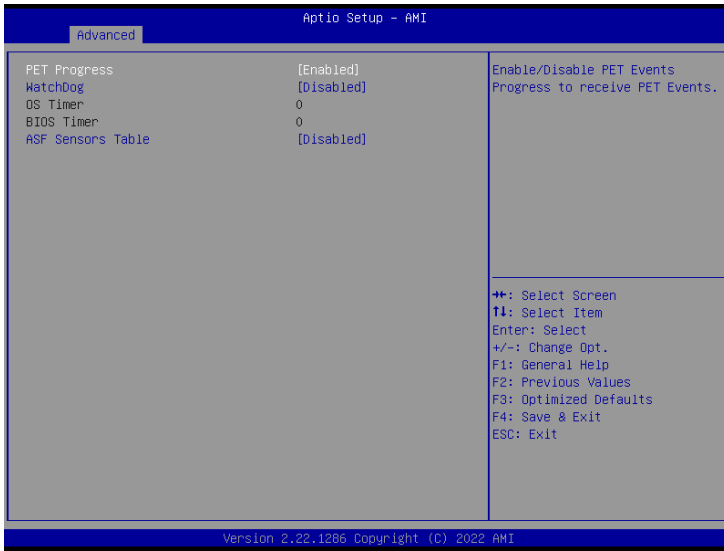 Aptio Setup – AMI
Advanced
PET Progress [Enabled]
WatchDog [Disabled]
OS Timer 0
BIOS Timer 0
ASF Sensors Table [Disabled]
Enable/Disable PET Events
Progress to receive PET Events.
→←: Select Screen
↑↓: Select Item
Enter: Select
+/-: Change Opt.
F1: General Help
F2: Previous Values
F3: Optimized Defaults
F4: Save & Exit
ESC: Exit
Version 2.22.1286 Copyright (C) 2022 AMI